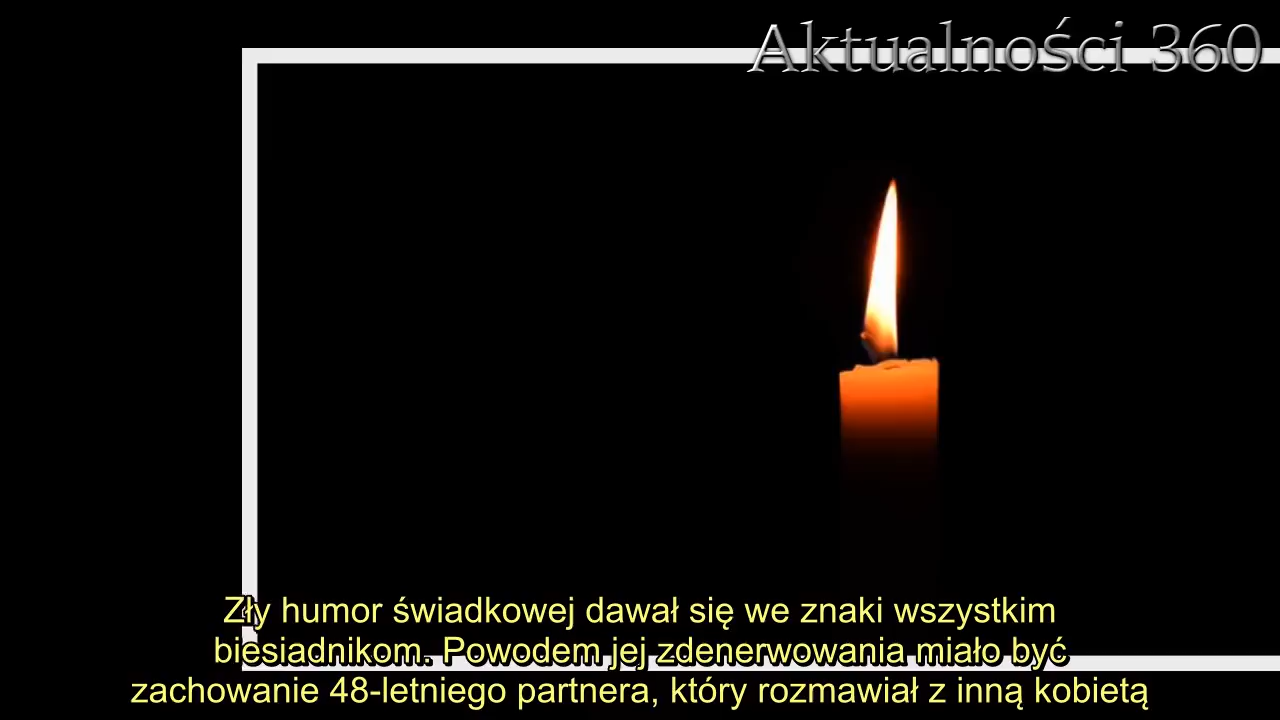 Aktualności 360
Zły humor świadkowej dawał się we znaki wszystkim
biesiadnikom. Powodem jej zdenerwowania miało być
zachowanie 48-letniego partnera, który rozmawiał z inną kobietą